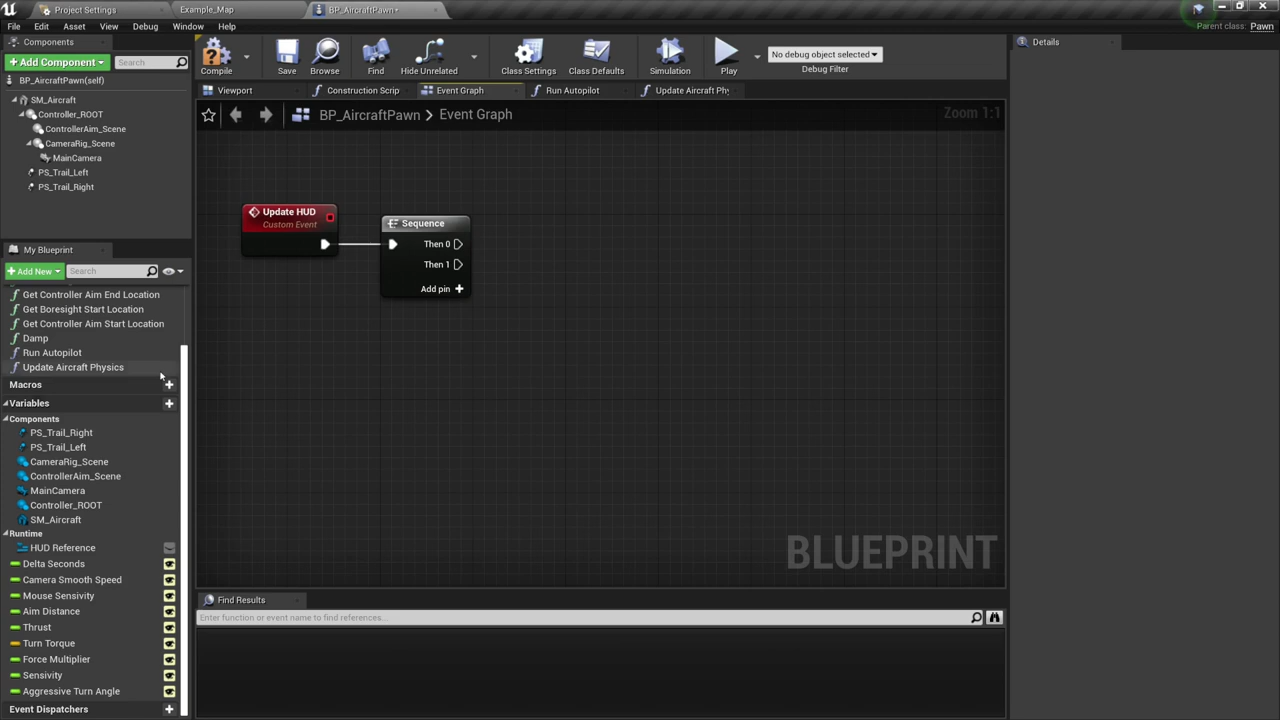 Project Settings
Example_Map
BP_AircraftPawn•
File Edit Asset View Debug Window Help
Parent class: Pawn
Components
Add Component
Search
BP_AircraftPawn(self)
SM_Aircraft
Controller_ROOT
ControllerAim_Scene
CameraRig_Scene
MainCamera
PS_Trail_Left
PS_Trail_Right
Compile
Save
Browse
Find
Hide Unrelated
Class Settings
Class Defaults
Simulation
Play
No debug object selected
Debug Filter
Viewport
Construction Scrip
Event Graph
Run Autopilot
Update Aircraft Phy
BP_AircraftPawn > Event Graph
Zoom 1:1
Update HUD
Custom Event
Sequence
Then 0
Then 1
Add pin +
BLUEPRINT
My Blueprint
Add New
Search
Get Controller Aim End Location
Get Boresight Start Location
Get Controller Aim Start Location
Damp
Run Autopilot
Update Aircraft Physics
Macros
Variables
Components
PS_Trail_Right
PS_Trail_Left
CameraRig_Scene
ControllerAim_Scene
MainCamera
Controller_ROOT
SM_Aircraft
Runtime
HUD Reference
Delta Seconds
Camera Smooth Speed
Mouse Sensivity
Aim Distance
Thrust
Turn Torque
Force Multiplier
Sensivity
Aggressive Turn Angle
Event Dispatchers
Find Results
Enter function or event name to find references...
Details